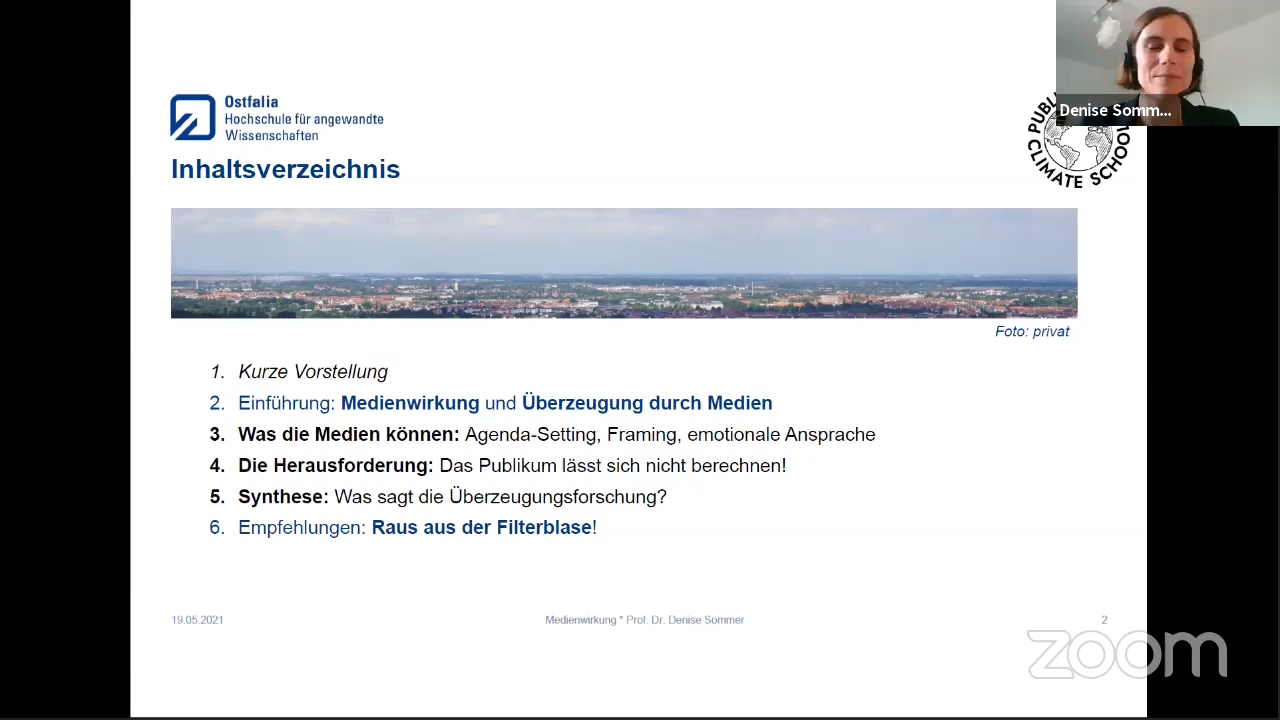 Ostfalia
Hochschule für angewandte
Wissenschaften
Inhaltsverzeichnis
Denise Somm...
CLIMATE SCHOOL
Foto: privat
1. Kurze Vorstellung
2. Einführung: Medienwirkung und Überzeugung durch Medien
3. Was die Medien können: Agenda-Setting, Framing, emotionale Ansprache
4. Die Herausforderung: Das Publikum lässt sich nicht berechnen!
5. Synthese: Was sagt die Überzeugungsforschung?
6. Empfehlungen: Raus aus der Filterblase!
19.05.2021
Medienwirkung * Prof. Dr. Denise Sommer
2
zoom